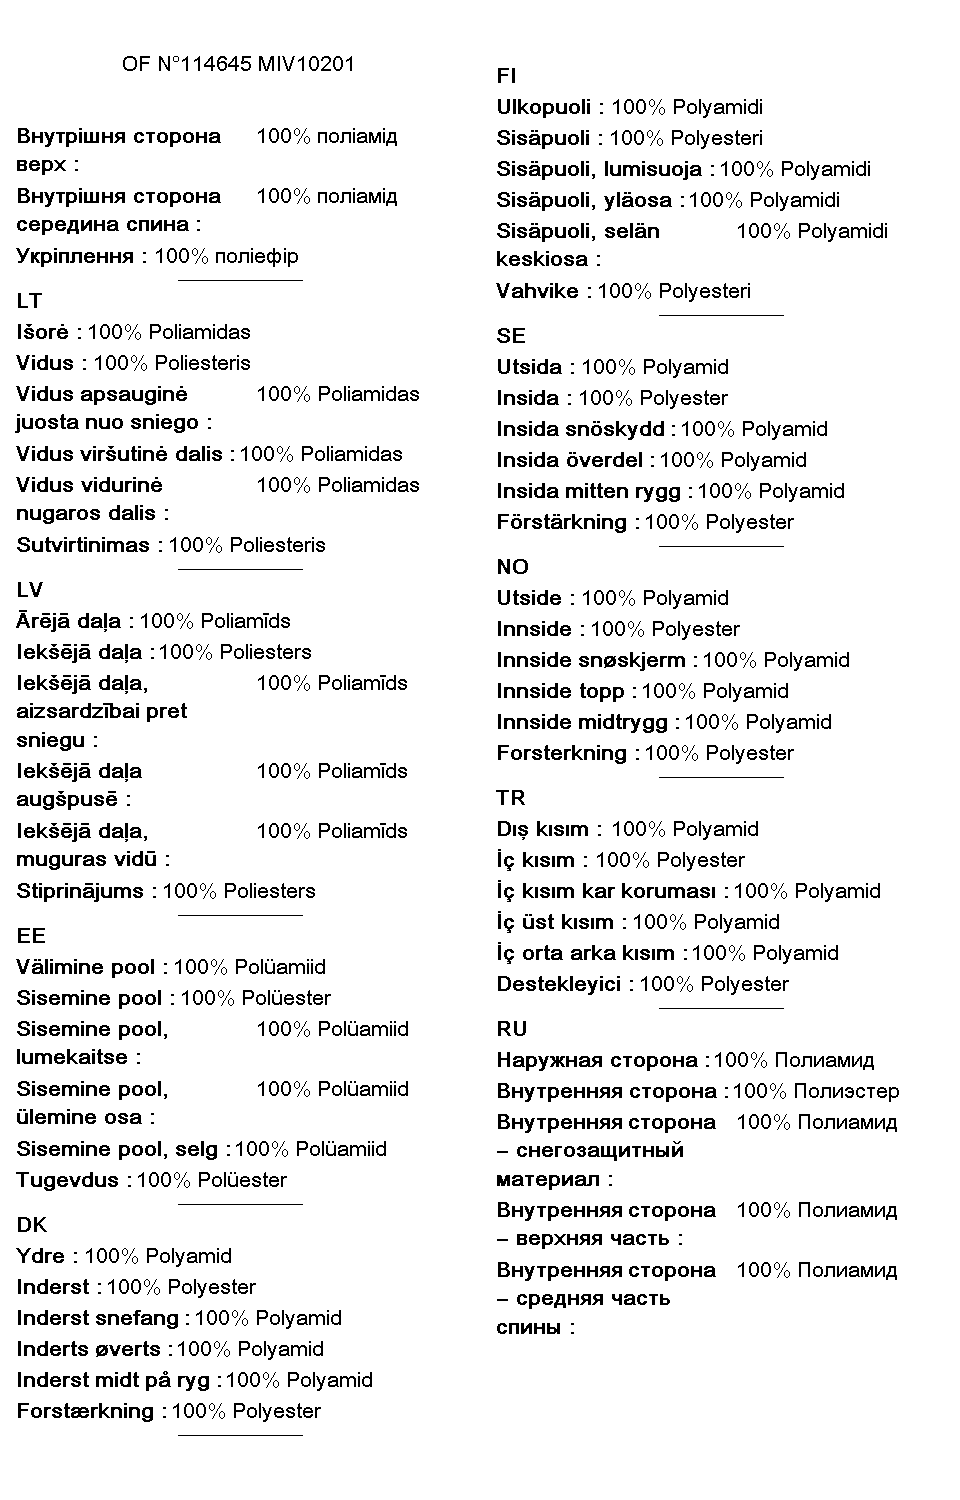 OF N°114645 MIV10201
Внутрішня сторона 100% поліамід
верх :
Внутрішня сторона 100% поліамід
середина спина :
Укріплення : 100% поліефір
LT
Išorė : 100% Poliamidas
Vidus : 100% Poliesteris
Vidus apsauginė 100% Poliamidas
juosta nuo sniego :
Vidus viršutinė dalis : 100% Poliamidas
Vidus vidurinė 100% Poliamidas
nugaros dalis :
Sutvirtinimas : 100% Poliesteris
LV
Ārējā daļa : 100% Poliamīds
Iekšējā daļa : 100% Poliesters
Iekšējā daļa, 100% Poliamīds
aizsardzībai pret
sniegu :
Iekšējā daļa 100% Poliamīds
augšpusē :
Iekšējā daļa, 100% Poliamīds
muguras vidū :
Stiprinājums : 100% Poliesters
EE
Välimine pool : 100% Polüamiid
Sisemine pool : 100% Polüester
Sisemine pool, 100% Polüamiid
lumekaitse :
Sisemine pool, 100% Polüamiid
ülemine osa :
Sisemine pool, selg : 100% Polüamiid
Tugevdus : 100% Polüester
DK
Ydre : 100% Polyamid
Inderst : 100% Polyester
Inderst snefang : 100% Polyamid
Inderts øverts : 100% Polyamid
Inderst midt på ryg : 100% Polyamid
Forstærkning : 100% Polyester
FI
Ulkopuoli : 100% Polyamidi
Sisäpuoli : 100% Polyesteri
Sisäpuoli, lumisuoja : 100% Polyamidi
Sisäpuoli, yläosa : 100% Polyamidi
Sisäpuoli, selän 100% Polyamidi
keskiosa :
Vahvike : 100% Polyesteri
SE
Utsida : 100% Polyamid
Insida : 100% Polyester
Insida snöskydd : 100% Polyamid
Insida överdel : 100% Polyamid
Insida mitten rygg : 100% Polyamid
Förstärkning : 100% Polyester
NO
Utside : 100% Polyamid
Innside : 100% Polyester
Innside snøskjerm : 100% Polyamid
Innside topp : 100% Polyamid
Innside midtrygg : 100% Polyamid
Forsterkning : 100% Polyester
TR
Dış kısım : 100% Polyamid
İç kısım : 100% Polyester
İç kısım kar koruması : 100% Polyamid
İç üst kısım : 100% Polyamid
İç orta arka kısım : 100% Polyamid
Destekleyici : 100% Polyester
RU
Наружная сторона : 100% Полиамид
Внутренняя сторона : 100% Полиэстер
Внутренняя сторона 100% Полиамид
– снегозащитный
материал :
Внутренняя сторона 100% Полиамид
– верхняя часть :
Внутренняя сторона 100% Полиамид
– средняя часть
спины :